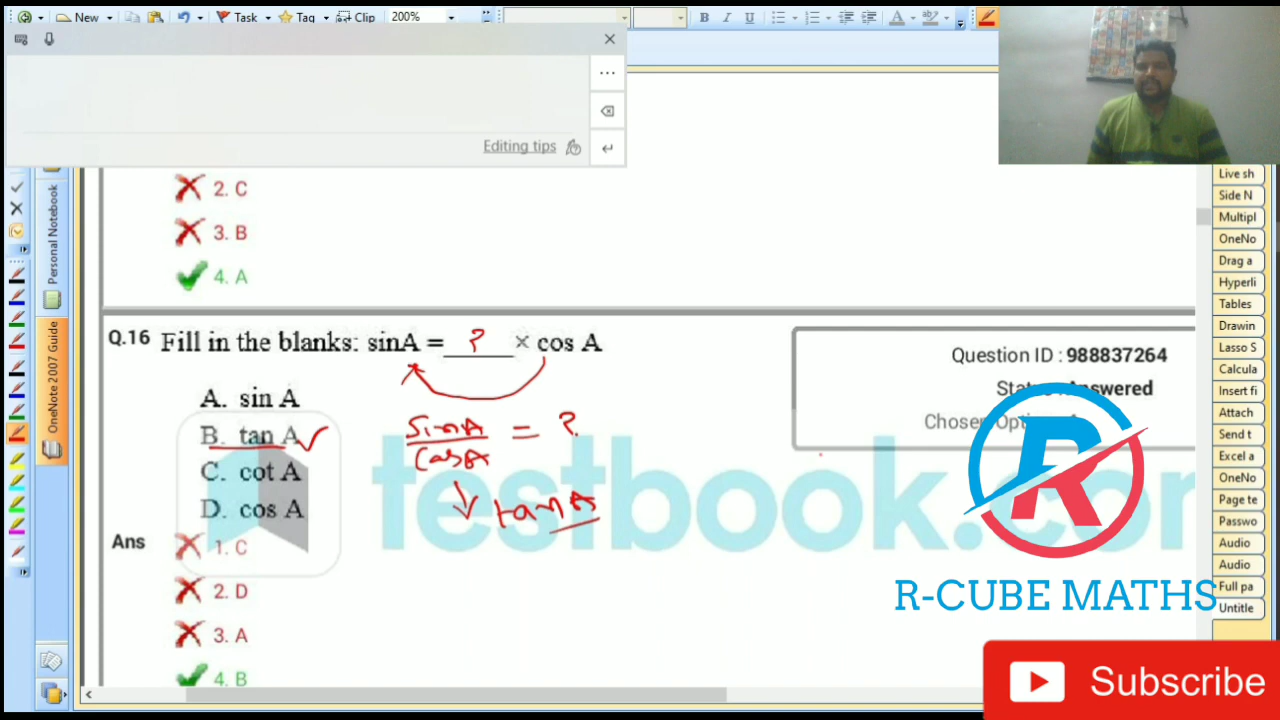 New Task Tag Clip 200% B I U A ab
Editing tips
Personal Notebook
OneNote 2007 Guide
2. C
3. B
4. A
Q.16 Fill in the blanks: sinA = ? × cos A
A. sin A
B. tan A
C. cot A
D. cos A
sinA
cosA = ?
tan A
Ans
1. C
2. D
3. A
4. B
Question ID : 988837264
Answered
testbook.com
R
R-CUBE MATHS
Subscribe
Live sh
Side N
Multipl
OneNo
Drag a
Hyperli
Tables
Drawin
Lasso S
Calcula
Insert fi
Attach
Send t
Excel a
OneNo
Page te
Passwo
Audio
Audio
Full pa
Untitle